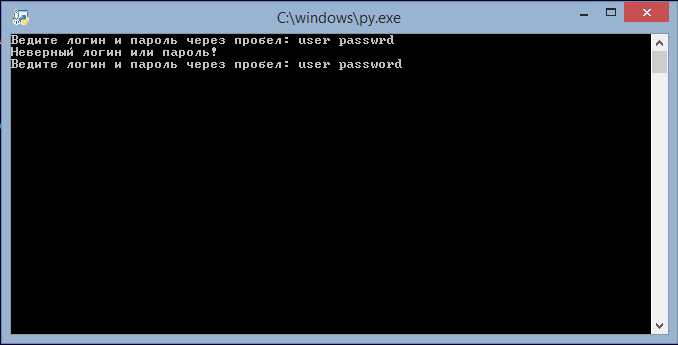 C:\windows\py.exe
Ведите логин и пароль через пробел: user passwrd
Неверный логин или пароль!
Ведите логин и пароль через пробел: user password